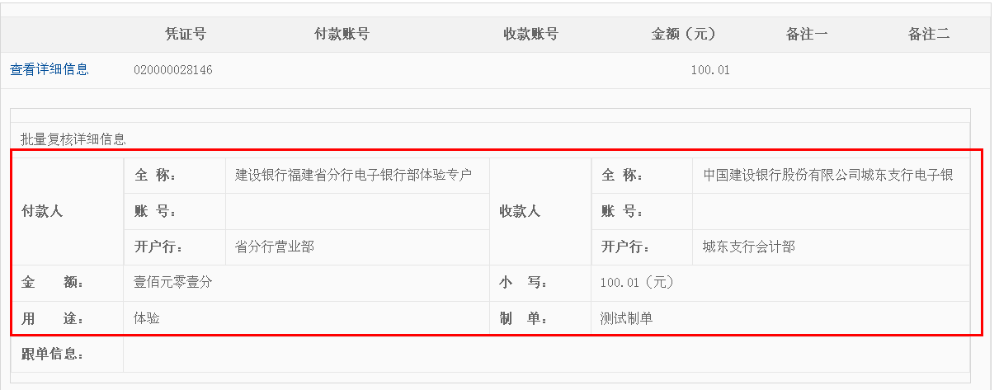 凭证号 付款账号 收款账号 金额（元） 备注一 备注二
查看详细信息 020000028146 100.01
批量复核详细信息
付款人 全 称： 建设银行福建省分行电子银行部体验专户 收款人 全 称： 中国建设银行股份有限公司城东支行电子银
账 号： 账 号：
开户行： 省分行营业部 开户行： 城东支行会计部
金 额： 壹佰元零壹分 小 写： 100.01（元）
用 途： 体验 制 单： 测试制单
跟单信息：